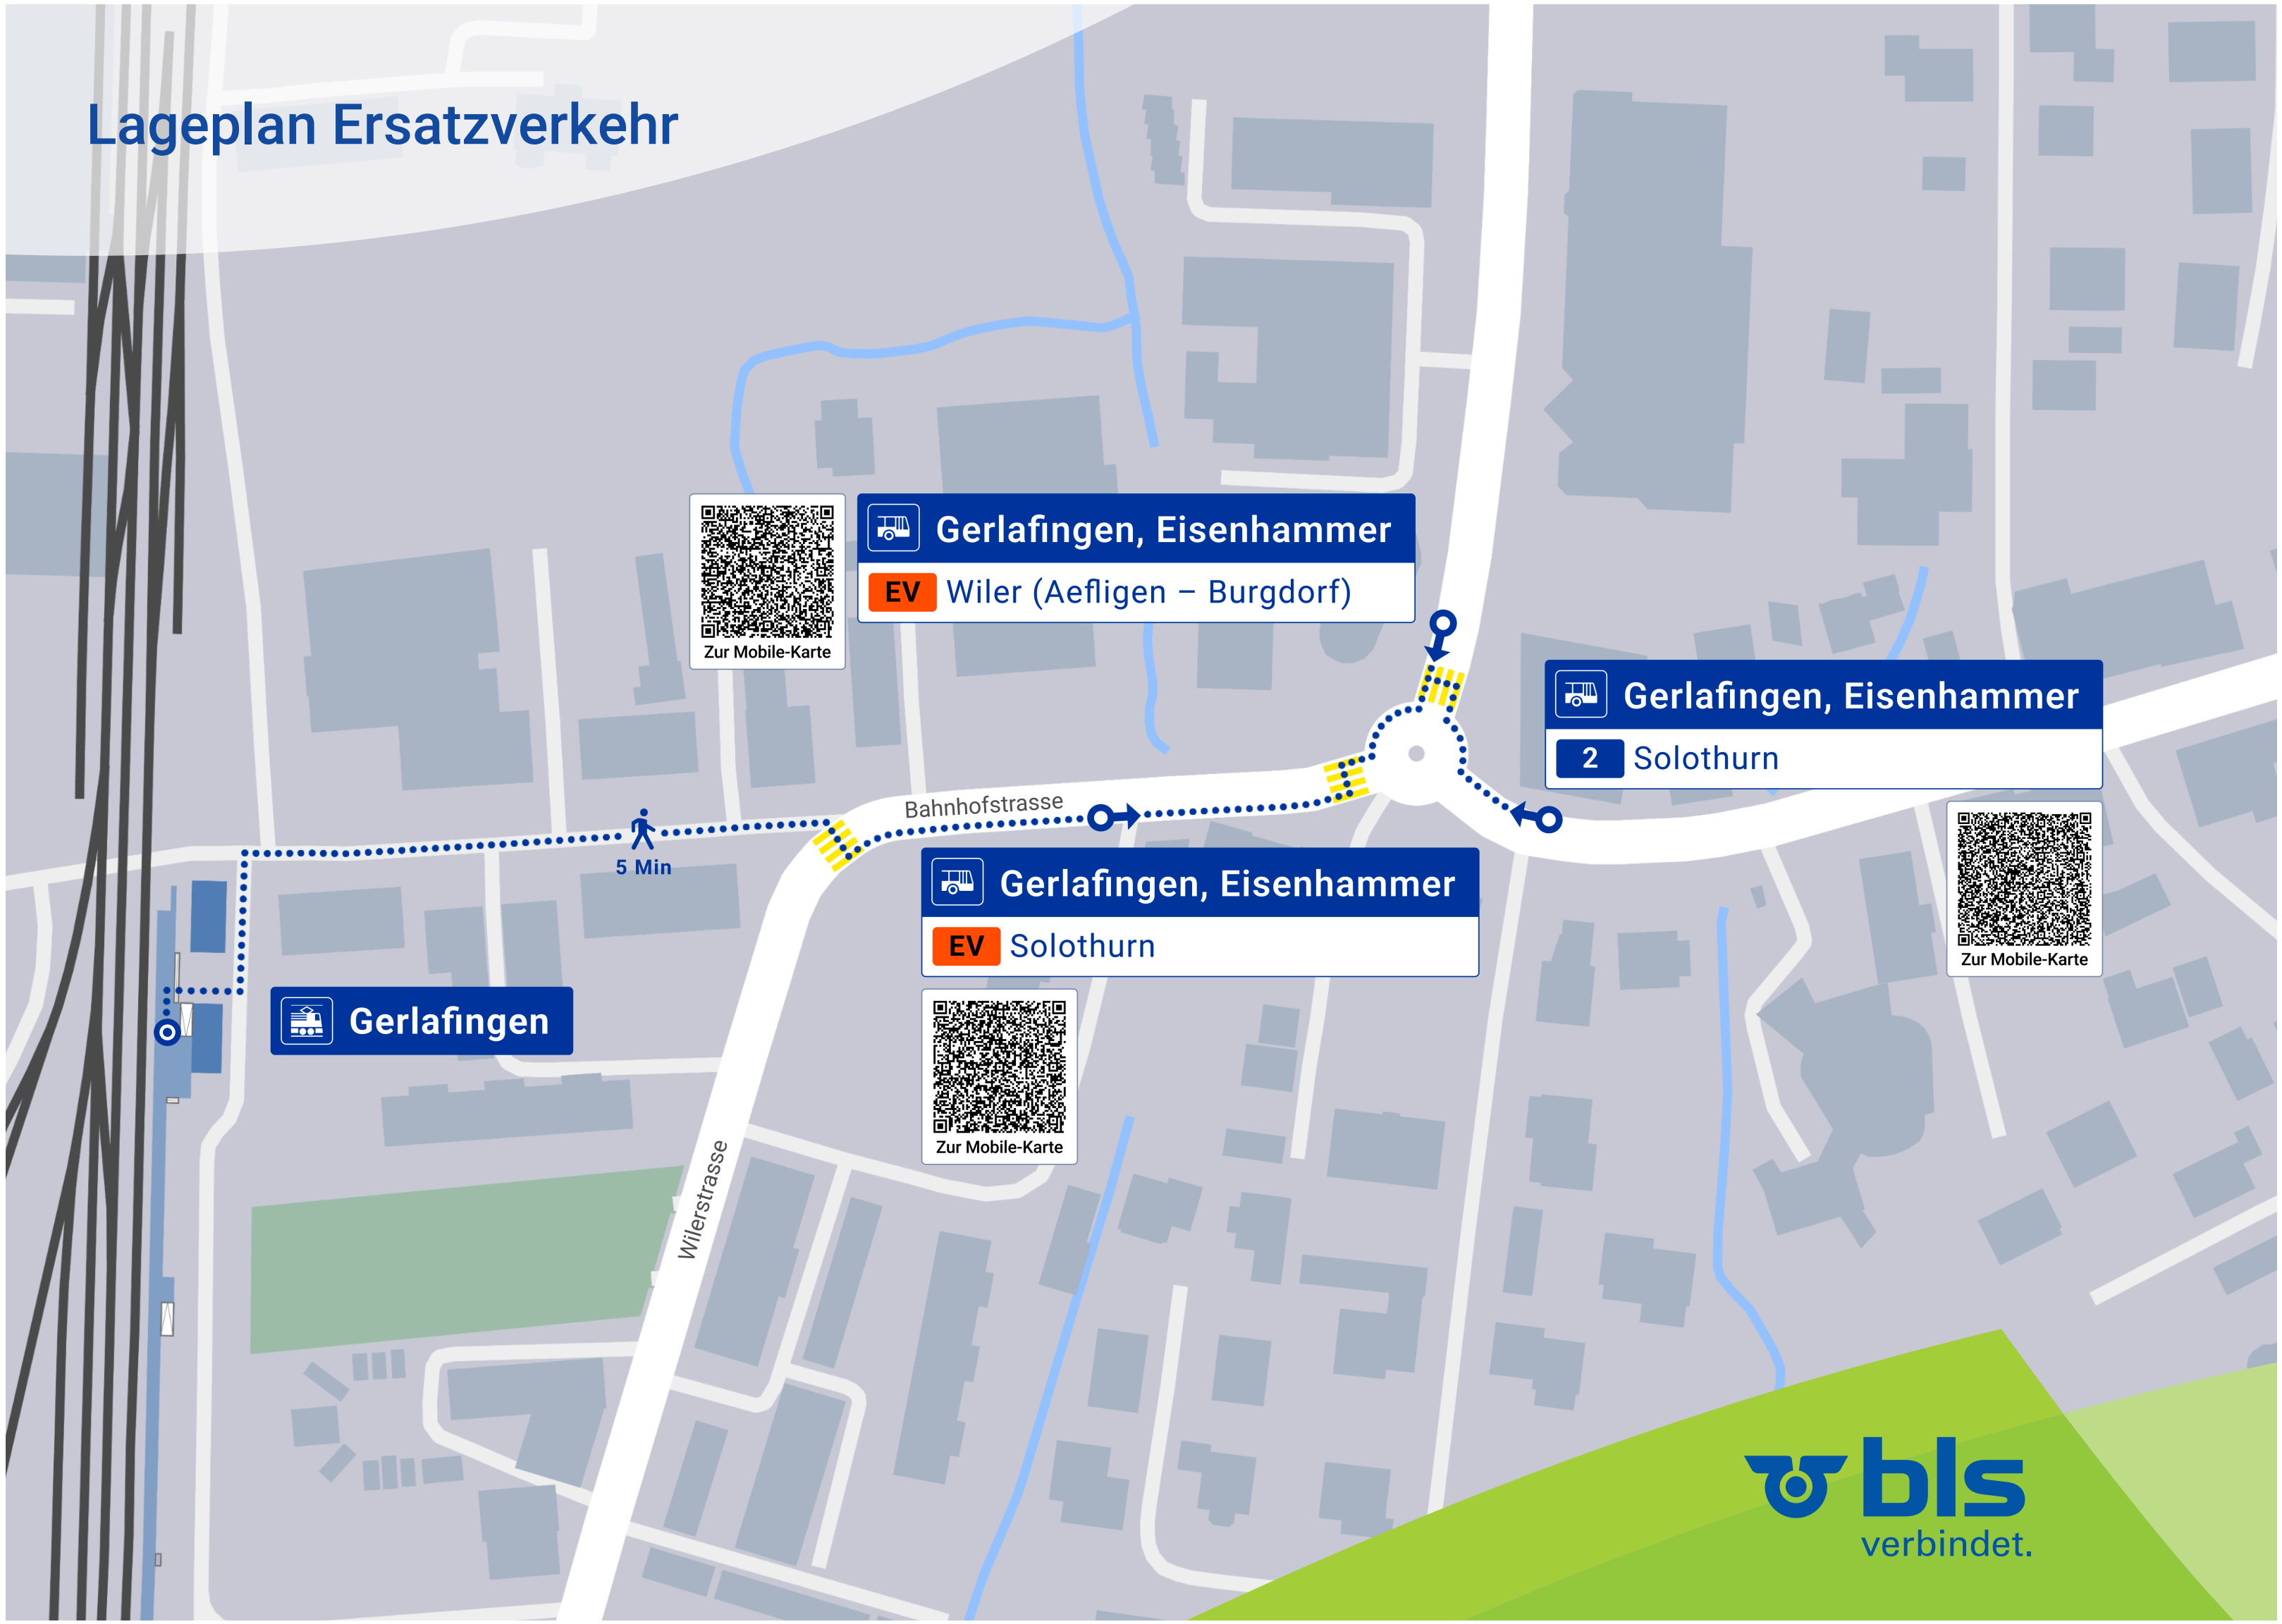 Lageplan Ersatzverkehr
Gerlafingen, Eisenhammer
EV Wiler (Aefligen – Burgdorf)
Zur Mobile-Karte
Gerlafingen, Eisenhammer
2 Solothurn
Zur Mobile-Karte
Bahnhofstrasse
5 Min
Gerlafingen, Eisenhammer
EV Solothurn
Zur Mobile-Karte
Gerlafingen
Wilerstrasse
bls
verbindet.